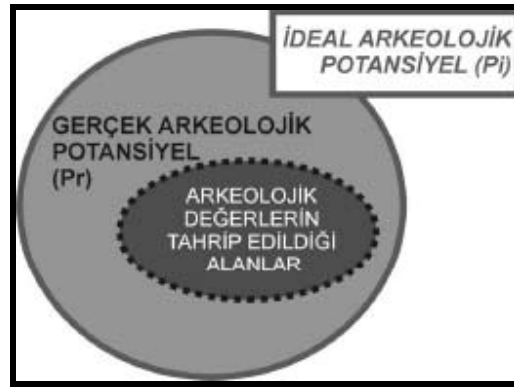 İDEAL ARKEOLOJİK
POTANSİYEL (Pi)
GERÇEK ARKEOLOJİK
POTANSİYEL
(Pr)
ARKEOLOJİK
DEĞERLERİN
TAHRİP EDİLDİĞİ
ALANLAR